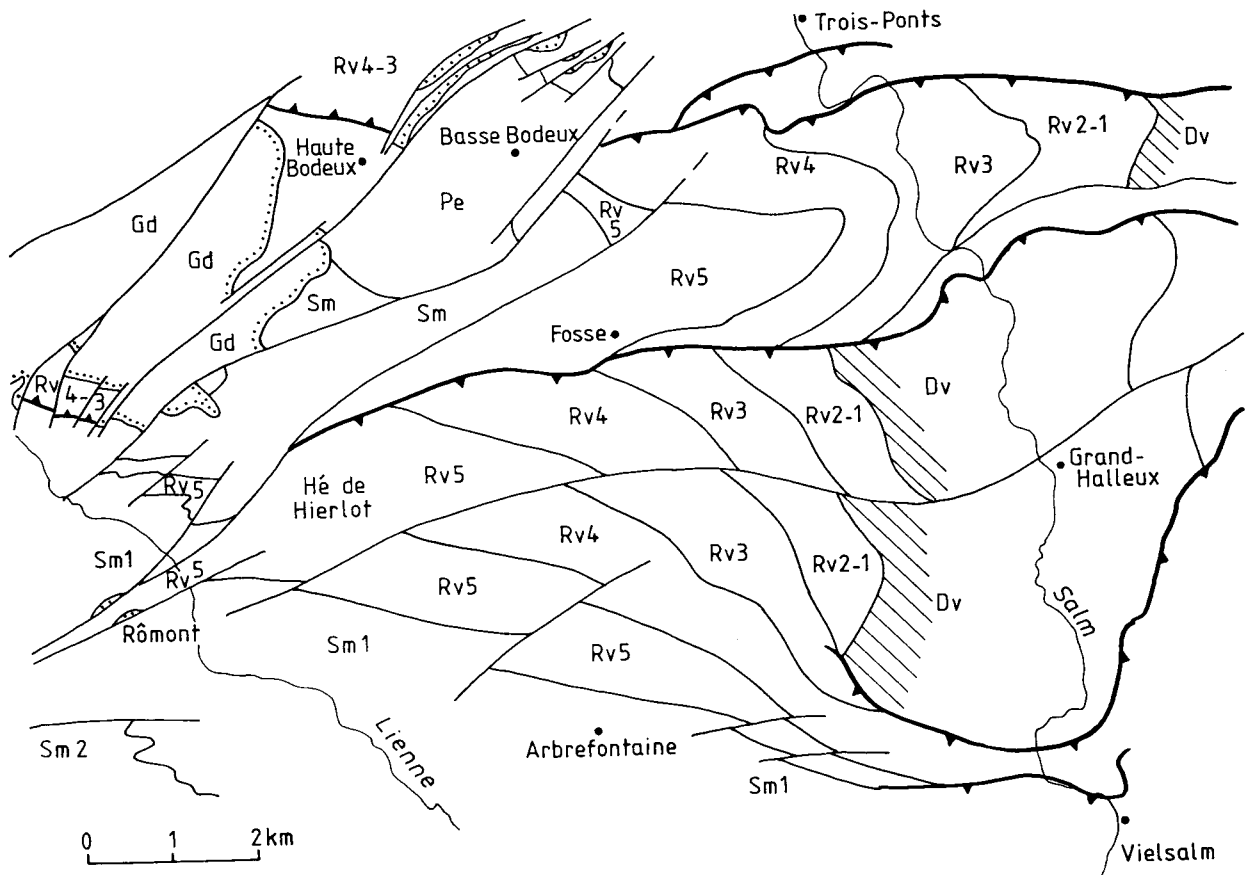 Trois-Ponts
Rv4-3
Haute
Bodeux
Basse Bodeux
Rv2-1
Dv
Rv4
Rv3
Pe
Rv
5
Gd
Gd
Rv5
Sm
Sm
Gd
Fosse
Rv
4-3
Dv
Rv4
Rv3
Rv2-1
Grand-
Halleux
Rv5
Hé de
Hierlot
Rv5
Rv4
Rv3
Rv2-1
Sm1
Rv5
Rv5
Dv
Salm
Rômont
Sm1
Rv5
Lienne
Arbrefontaine
Sm2
Sm1
0 1 2 km
Vielsalm